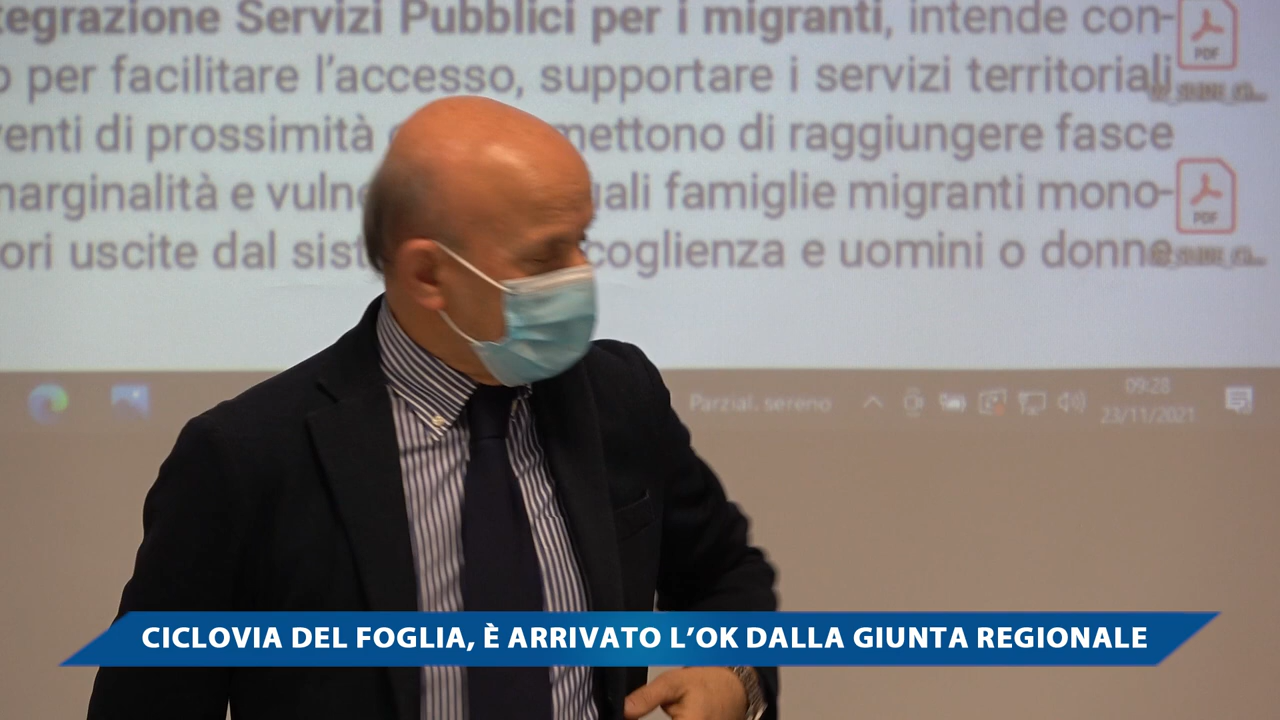 tegrazione Servizi Pubblici per i migranti, intende con-
o per facilitare l'accesso, supportare i servizi territoriali
venti di prossimità mettono di raggiungere fasce
marginalità e vulne uali famiglie migranti mono-
ori uscite dal sist coglienza e uomini o donne
PDF
PDF
Parzial. sereno
09:28
23/11/2021
CICLOVIA DEL FOGLIA, È ARRIVATO L'OK DALLA GIUNTA REGIONALE